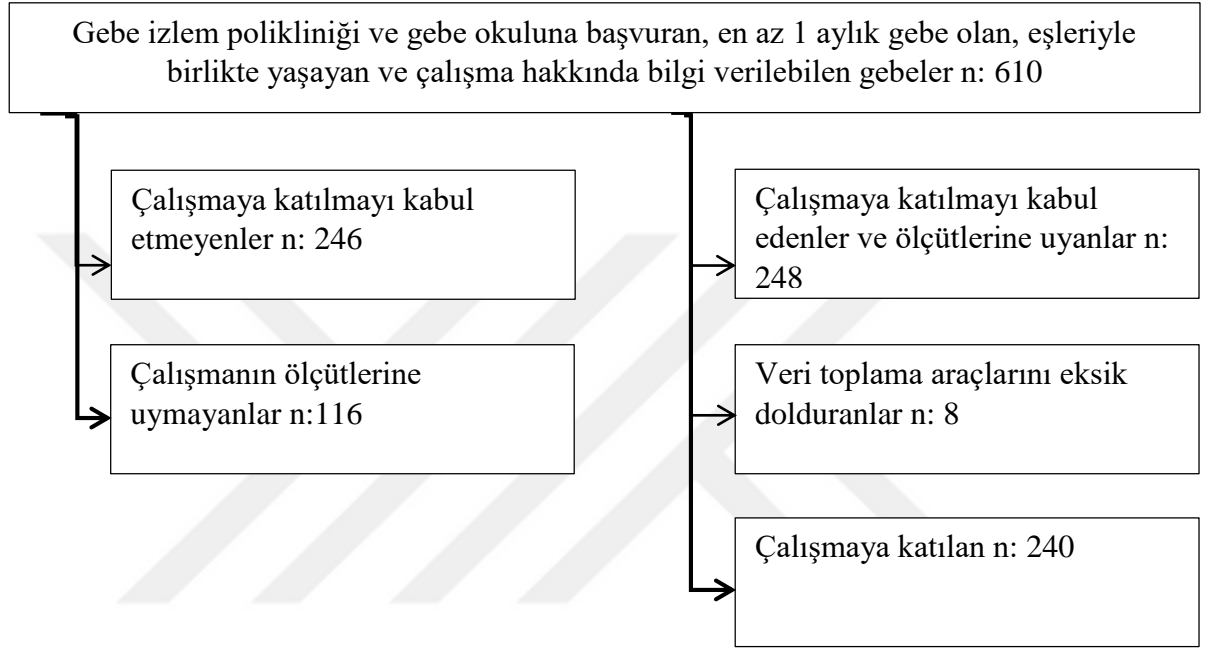 Gebe izlem polikliniği ve gebe okuluna başvuran, en az 1 aylık gebe olan, eşleriyle
birlikte yaşayan ve çalışma hakkında bilgi verilebilen gebeler n: 610
Çalışmaya katılmayı kabul
etmeyenler n: 246
Çalışmanın ölçütlerine
uymayanlar n:116
Çalışmaya katılmayı kabul
edenler ve ölçütlerine uyanlar n:
248
Veri toplama araçlarını eksik
dolduranlar n: 8
Çalışmaya katılan n: 240